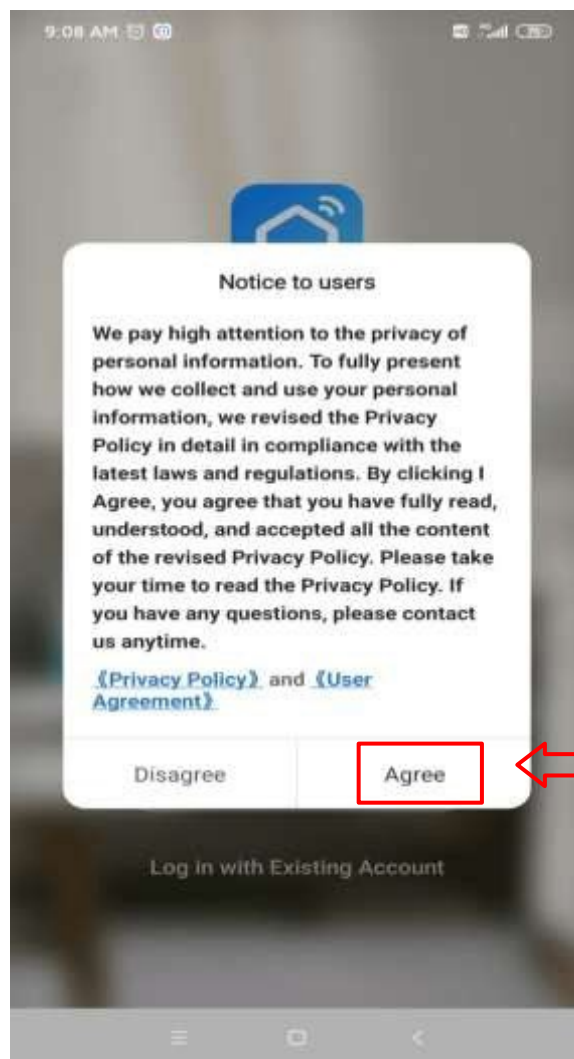 9:08 AM
Notice to users
We pay high attention to the privacy of
personal information. To fully present
how we collect and use your personal
information, we revised the Privacy
Policy in detail in compliance with the
latest laws and regulations. By clicking I
Agree, you agree that you have fully read,
understood, and accepted all the content
of the revised Privacy Policy. Please take
your time to read the Privacy Policy. If
you have any questions, please contact
us anytime.
《Privacy Policy》 and 《User
Agreement》
Disagree Agree
Log in with Existing Account